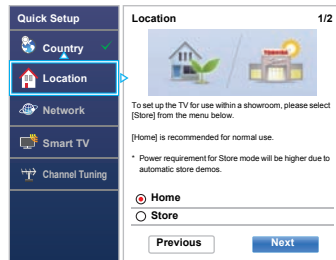 Quick Setup
Country
Location
Network
Smart TV
Channel Tuning
Location 1/2
TOSHIBA
To set up the TV for use within a showroom, please select
[Store] from the menu below.
[Home] is recommended for normal use.
* Power requirement for Store mode will be higher due to
automatic store demos.
Home
Store
Previous Next